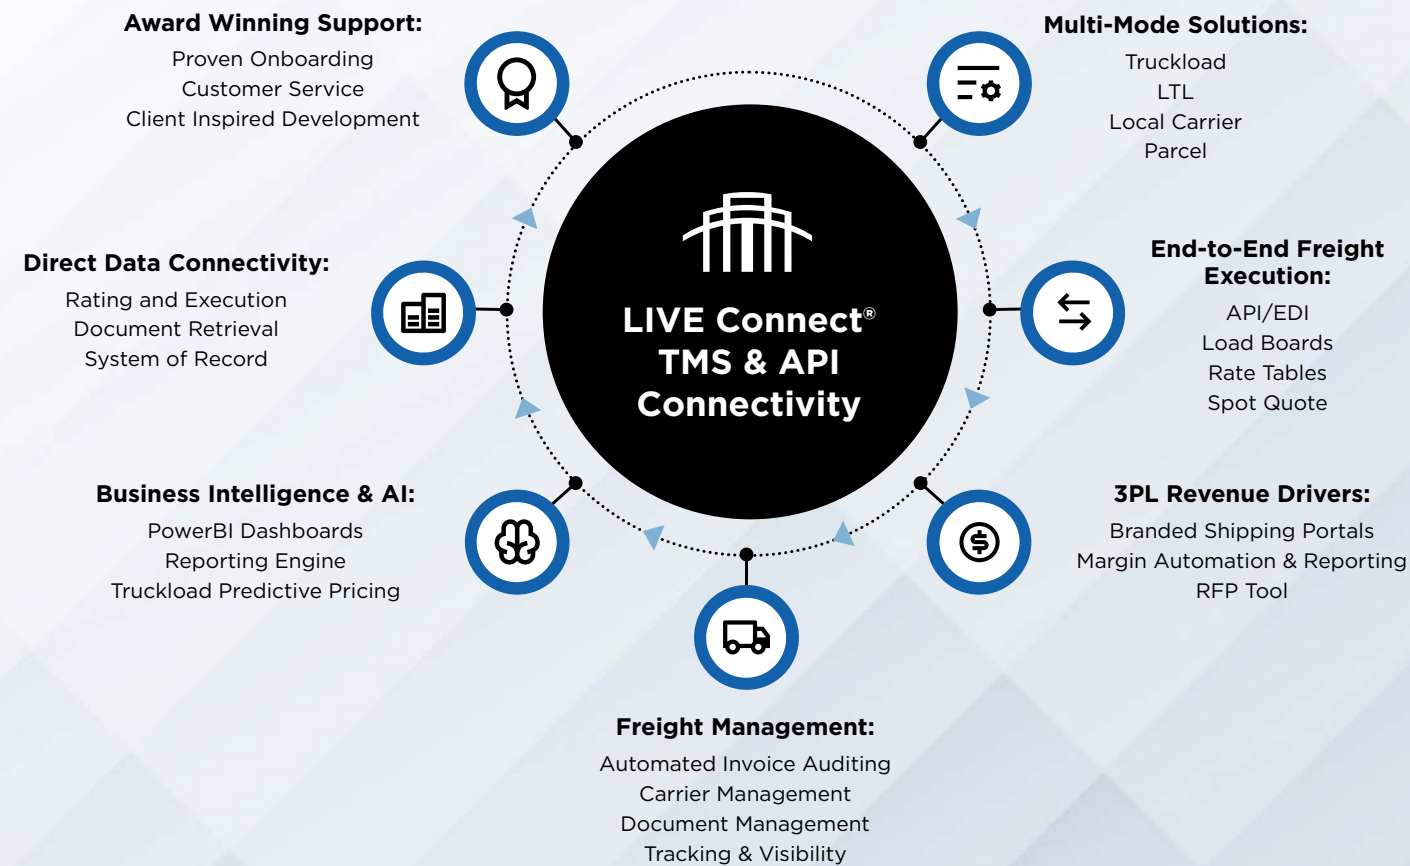 Award Winning Support:
Proven Onboarding
Customer Service
Client Inspired Development
Multi-Mode Solutions:
Truckload
LTL
Local Carrier
Parcel
LIVE Connect®
TMS & API
Connectivity
Direct Data Connectivity:
Rating and Execution
Document Retrieval
System of Record
End-to-End Freight
Execution:
API/EDI
Load Boards
Rate Tables
Spot Quote
Business Intelligence & AI:
PowerBI Dashboards
Reporting Engine
Truckload Predictive Pricing
3PL Revenue Drivers:
Branded Shipping Portals
Margin Automation & Reporting
RFP Tool
Freight Management:
Automated Invoice Auditing
Carrier Management
Document Management
Tracking & Visibility